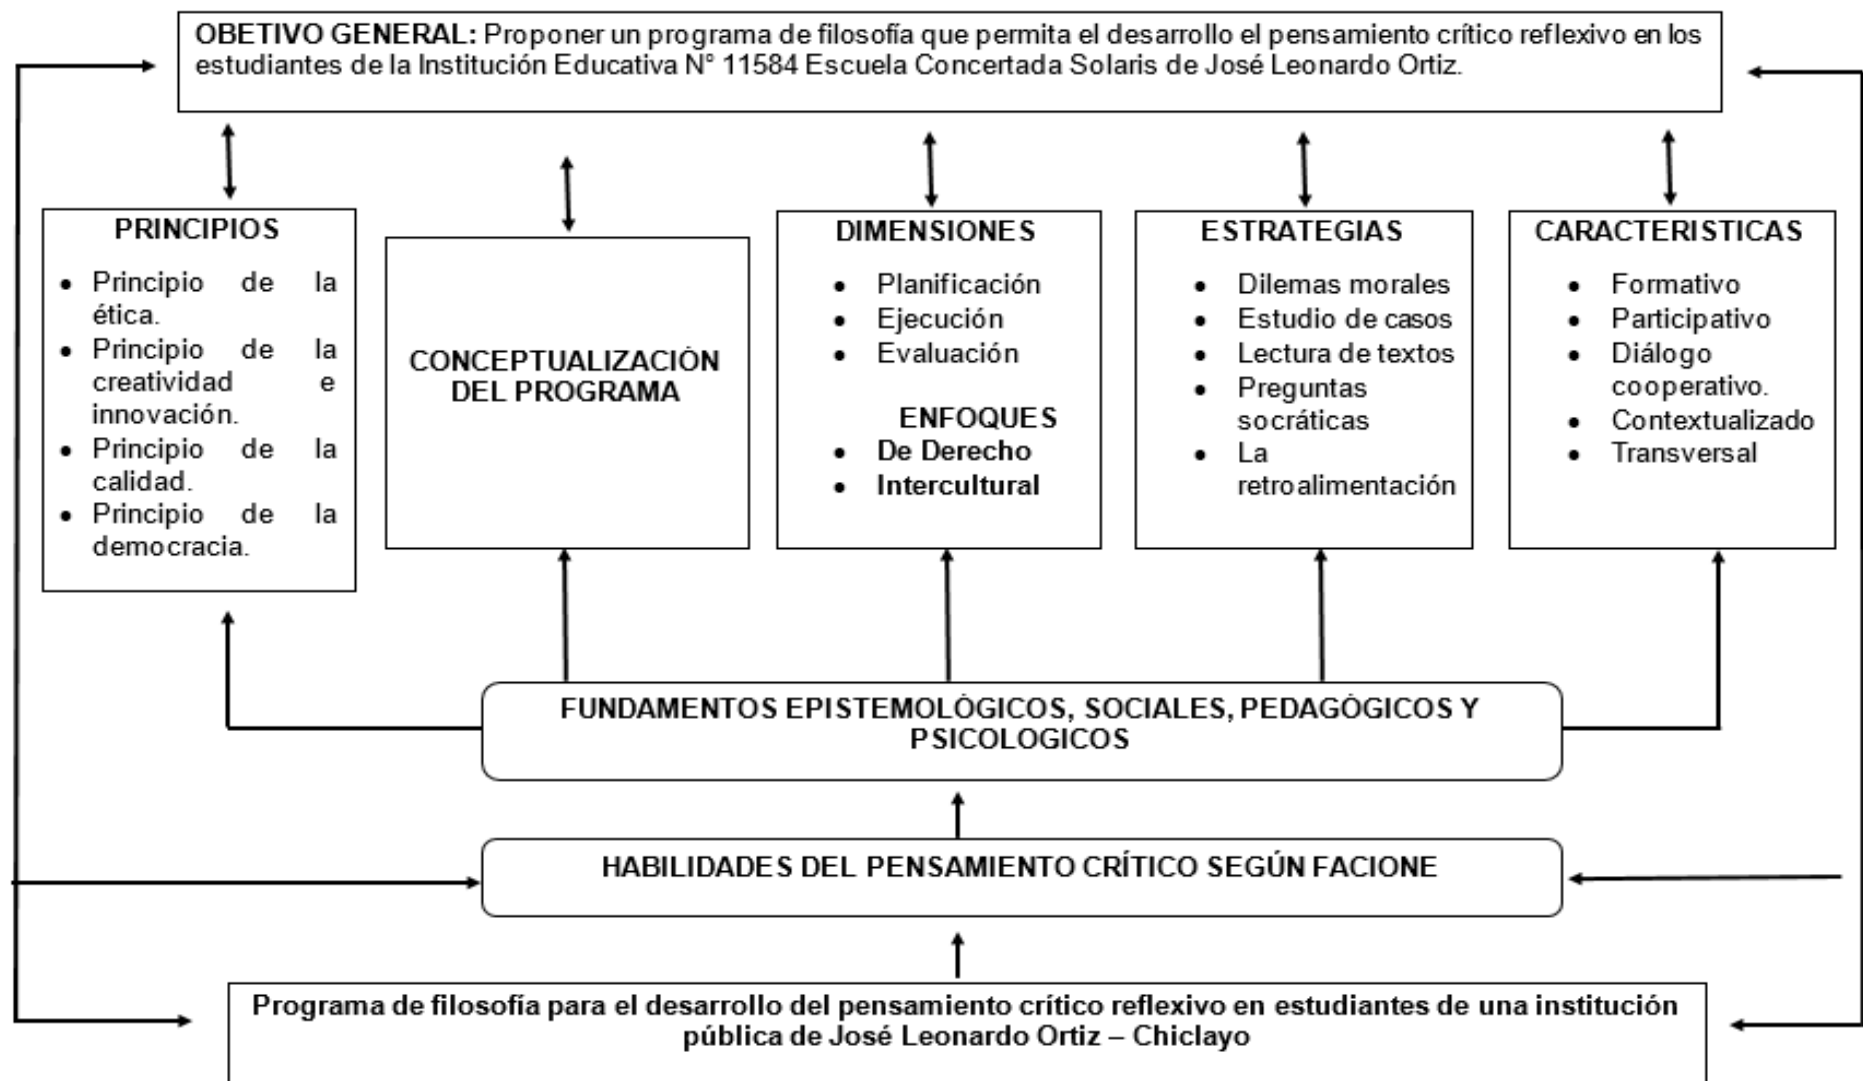 OBETIVO GENERAL: Proponer un programa de filosofía que permita el desarrollo el pensamiento crítico reflexivo en los
estudiantes de la Institución Educativa N° 11584 Escuela Concertada Solaris de José Leonardo Ortiz.
PRINCIPIOS
• Principio de la
ética.
• Principio de la
creatividad e
innovación.
• Principio de la
calidad.
• Principio de la
democracia.
CONCEPTUALIZACIÓN
DEL PROGRAMA
DIMENSIONES
• Planificación
• Ejecución
• Evaluación
ENFOQUES
• De Derecho
• Intercultural
ESTRATEGIAS
• Dilemas morales
• Estudio de casos
• Lectura de textos
• Preguntas
socráticas
• La
retroalimentación
CARACTERISTICAS
• Formativo
• Participativo
• Diálogo
cooperativo.
• Contextualizado
• Transversal
FUNDAMENTOS EPISTEMOLÓGICOS, SOCIALES, PEDAGÓGICOS Y
PSICOLOGICOS
HABILIDADES DEL PENSAMIENTO CRÍTICO SEGÚN FACIONE
Programa de filosofía para el desarrollo del pensamiento crítico reflexivo en estudiantes de una institución
pública de José Leonardo Ortiz – Chiclayo